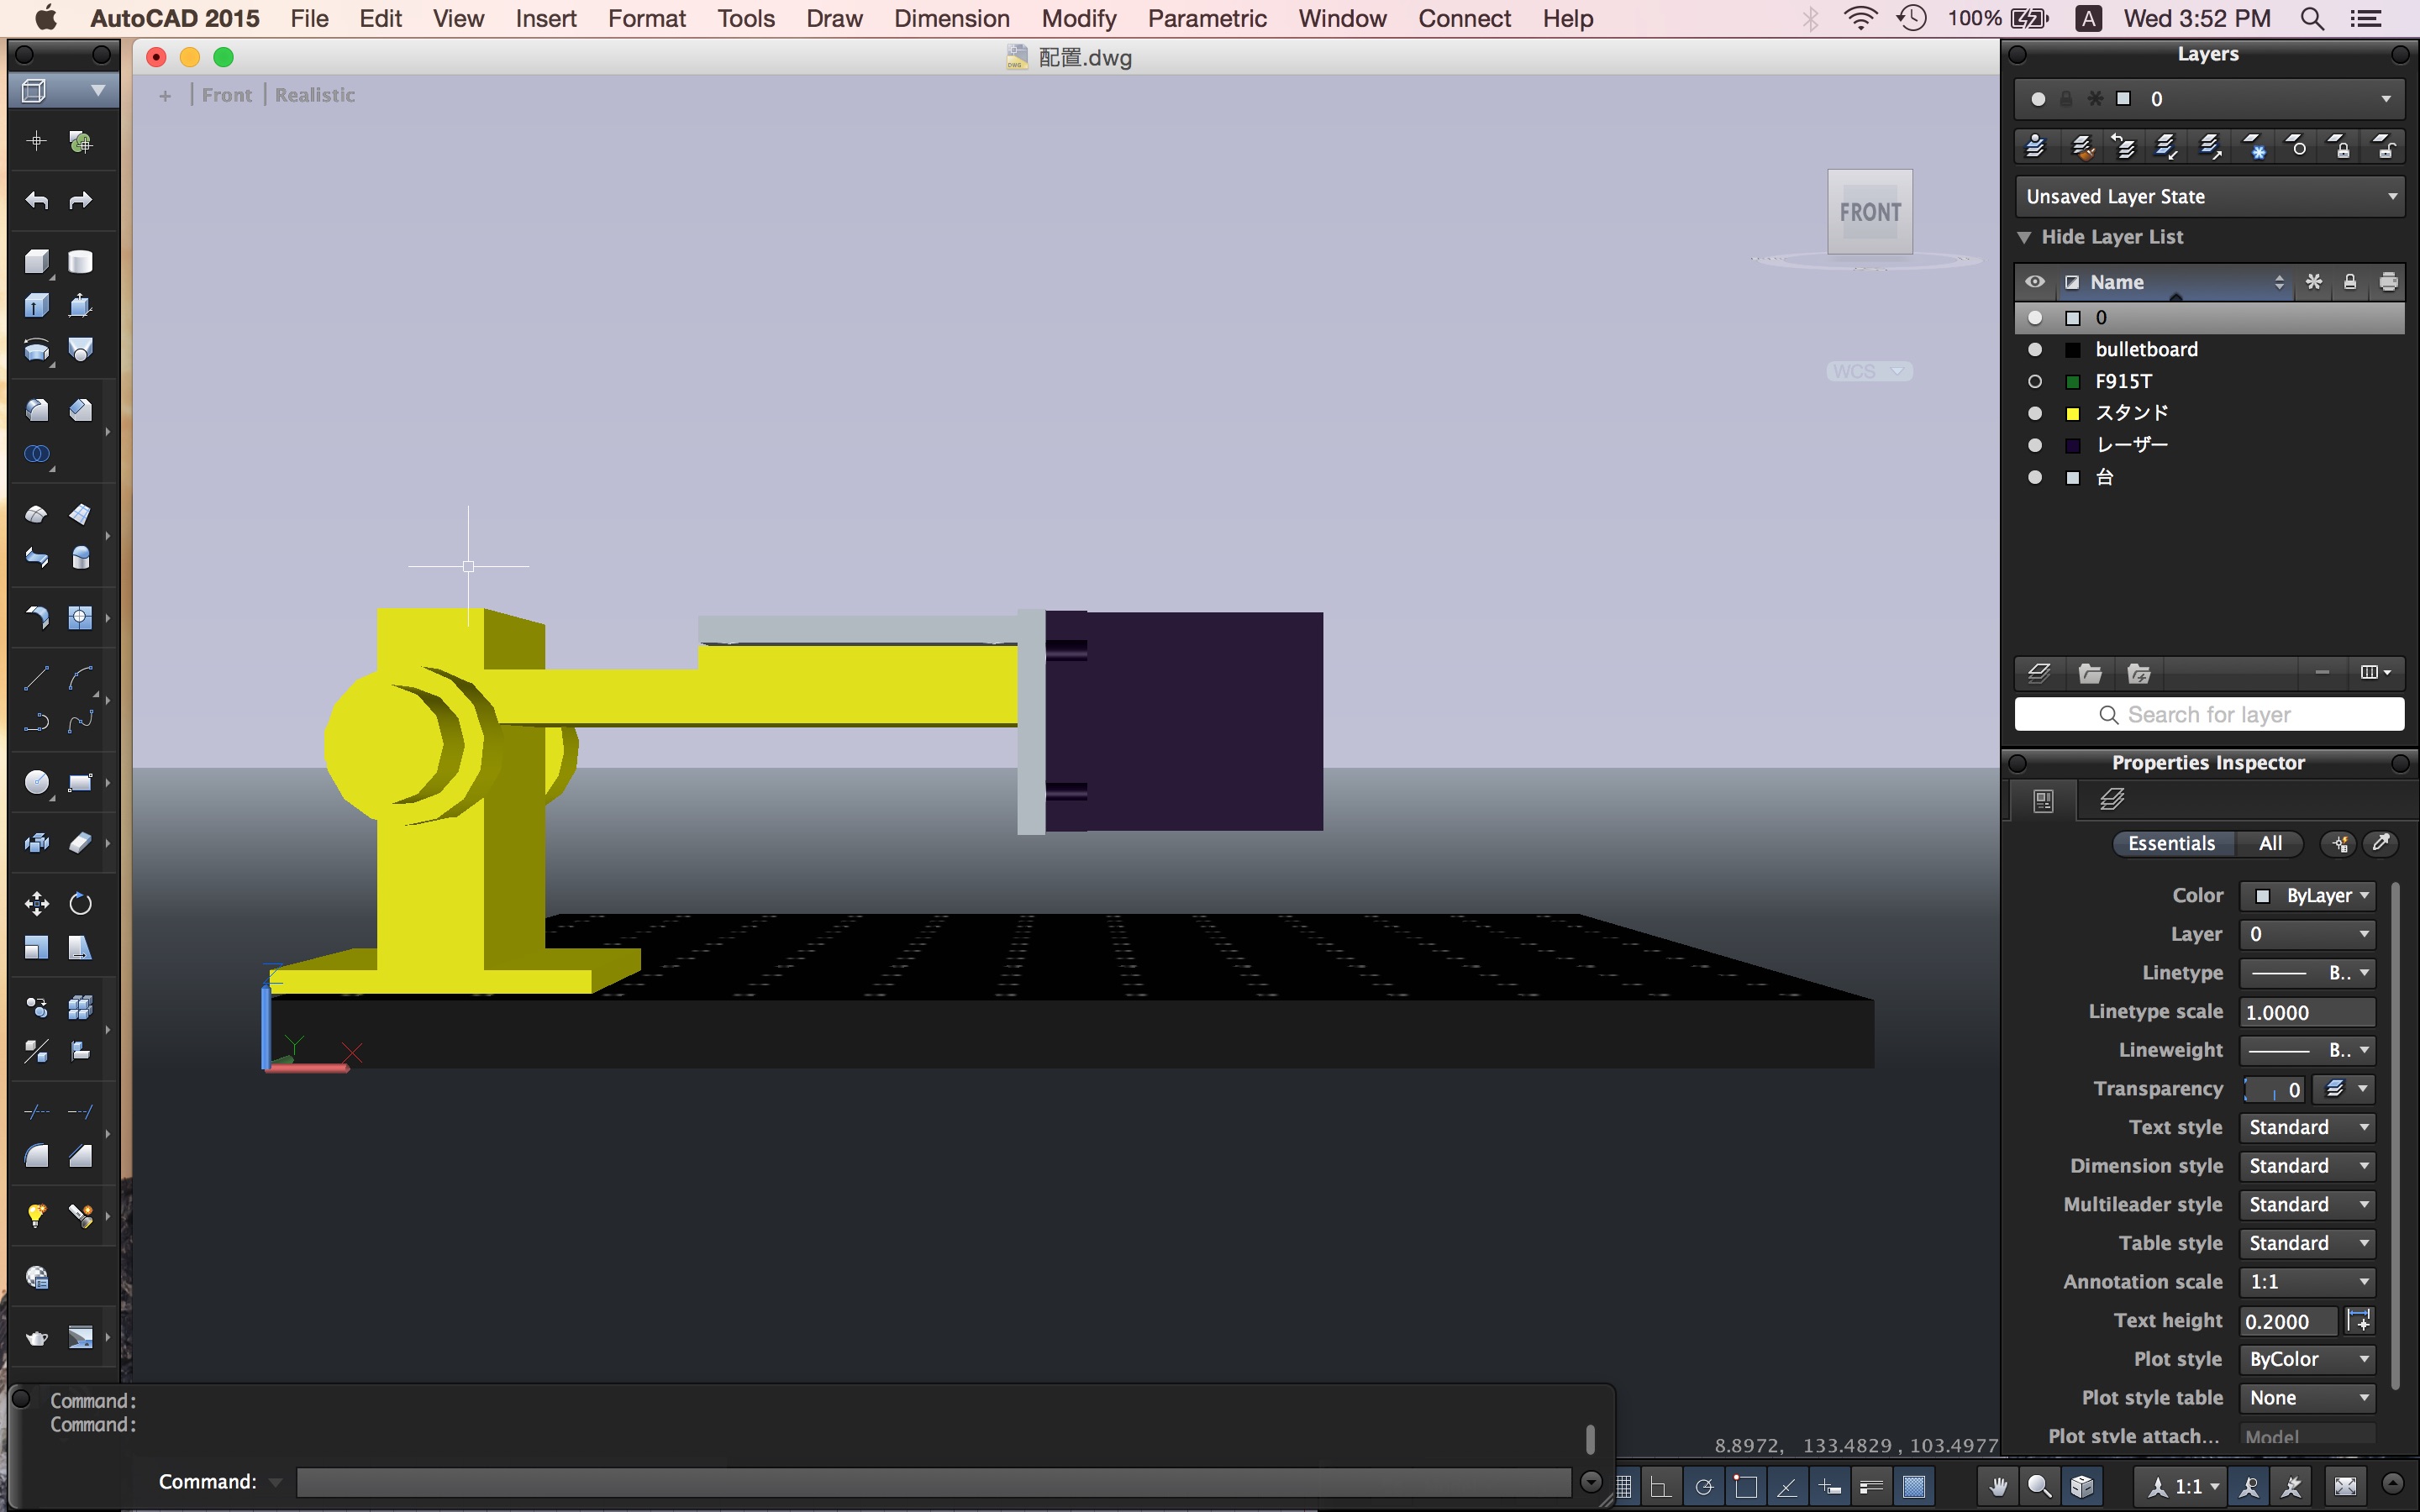 AutoCAD 2015 File Edit View Insert Format Tools Draw Dimension Modify Parametric Window Connect Help 100% A Wed 3:52 PM
配置.dwg
+ | Front | Realistic
FRONT
WCS
Layers
0
Unsaved Layer State
Hide Layer List
Name
0
bulletboard
F915T
スタンド
レーザー
台
Search for layer
Properties Inspector
Essentials All
Color ByLayer
Layer 0
Linetype B..
Linetype scale 1.0000
Lineweight B..
Transparency 0
Text style Standard
Dimension style Standard
Multileader style Standard
Table style Standard
Annotation scale 1:1
Text height 0.2000
Plot style ByColor
Plot style table None
Plot style attach... Model
Z
Y X
Command:
Command:
Command:
8.8972, 133.4829 , 103.4977
1:1